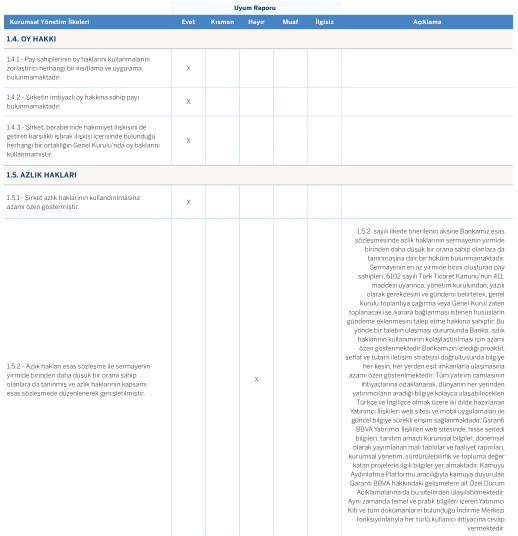 Uyum Raporu
Kurumsal Yönetim İlkeleri Evet Kısmen Hayır Muaf İlgisiz Açıklama
1.4. OY HAKKI
1.4.1 - Pay sahiplerinin oy haklarını kullanmalarını
zorlaştırıcı herhangi bir kısıtlama ve uygulama
bulunmamaktadır.
X
1.4.2 - Şirketin imtiyazlı oy hakkına sahip payı
bulunmamaktadır.
X
1.4.3 - Şirket, beraberinde hakimiyet ilişkisini de
getiren karşılıklı iştirak ilişkisi içerisinde bulunduğu
herhangi bir ortaklığın Genel Kurulu'nda oy haklarını
kullanmamıştır.
X
1.5. AZLIK HAKLARI
1.5.1 - Şirket azlık haklarının kullandırılmasına
azami özen göstermiştir.
X
1.5.2 - Azlık hakları esas sözleşme ile sermayenin
yirmide birinden daha düşük bir orana sahip
olanlara da tanınmış ve azlık haklarının kapsamı
esas sözleşmede düzenlenerek genişletilmiştir.
X
1.5.2. sayılı ilkede önerilenin aksine Bankamız esas
sözleşmesinde azlık haklarının sermayenin yirmide
birinden daha düşük bir orana sahip olanlara da
tanınmasına dair bir hüküm bulunmamaktadır.
Sermayenin en az yirmide birini oluşturan pay
sahipleri, 6102 sayılı Türk Ticaret Kanunu'nun 411.
maddesi uyarınca, yönetim kurulundan, yazılı
olarak gerekçesini ve gündemi belirterek, genel
kurulu toplantıya çağırma veya Genel Kurul zaten
toplanacak ise, karara bağlanması istenen hususların
gündeme eklenmesini talep etme hakkına sahiptir. Bu
yönde bir talebin ulaşması durumunda Banka, azlık
haklarının kullanımının kolaylaştırılması için azami
özen göstermektedir.Bankamızın izlediği proaktif,
şeffaf ve tutarlı iletişim stratejisi doğrultusunda bilgiye
her kesin, her yerden eşit imkanlarla ulaşmasına
azami özen gösterilmektedir. Tüm yatırım camiasının
ihtiyaçlarına odaklanarak, dünyanın her yerinden
yatırımcıların aradığı bilgiye kolayca ulaşabilecekleri
Türkçe ve İngilizce olmak üzere iki dilde hazırlanan
Yatırımcı İlişkileri web sitesi ve mobil uygulamaları ile
güncel bilgiye sürekli erişim sağlanmaktadır. Garanti
BBVA Yatırımcı İlişkileri web sitesinde, hisse senedi
bilgileri, tanıtım amaçlı kurumsal bilgiler, dönemsel
olarak yayımlanan mali tablolar ve faaliyet raporları,
kurumsal yönetim, sürdürülebilirlik ve topluma değer
katan projelerle ilgili bilgiler yer almaktadır. Kamuyu
Aydınlatma Platformu aracılığıyla kamuya duyurulan
Garanti BBVA hakkındaki gelişmelere ait Özel Durum
Açıklamalarına da bu sitelerden ulaşılabilmektedir.
Aynı zamanda temel ve pratik bilgileri içeren Yatırımcı
Kiti ve tüm dokümanların bulunduğu İndirme Merkezi
fonksiyonlarıyla her türlü kullanıcı ihtiyacına cevap
vermektedir.